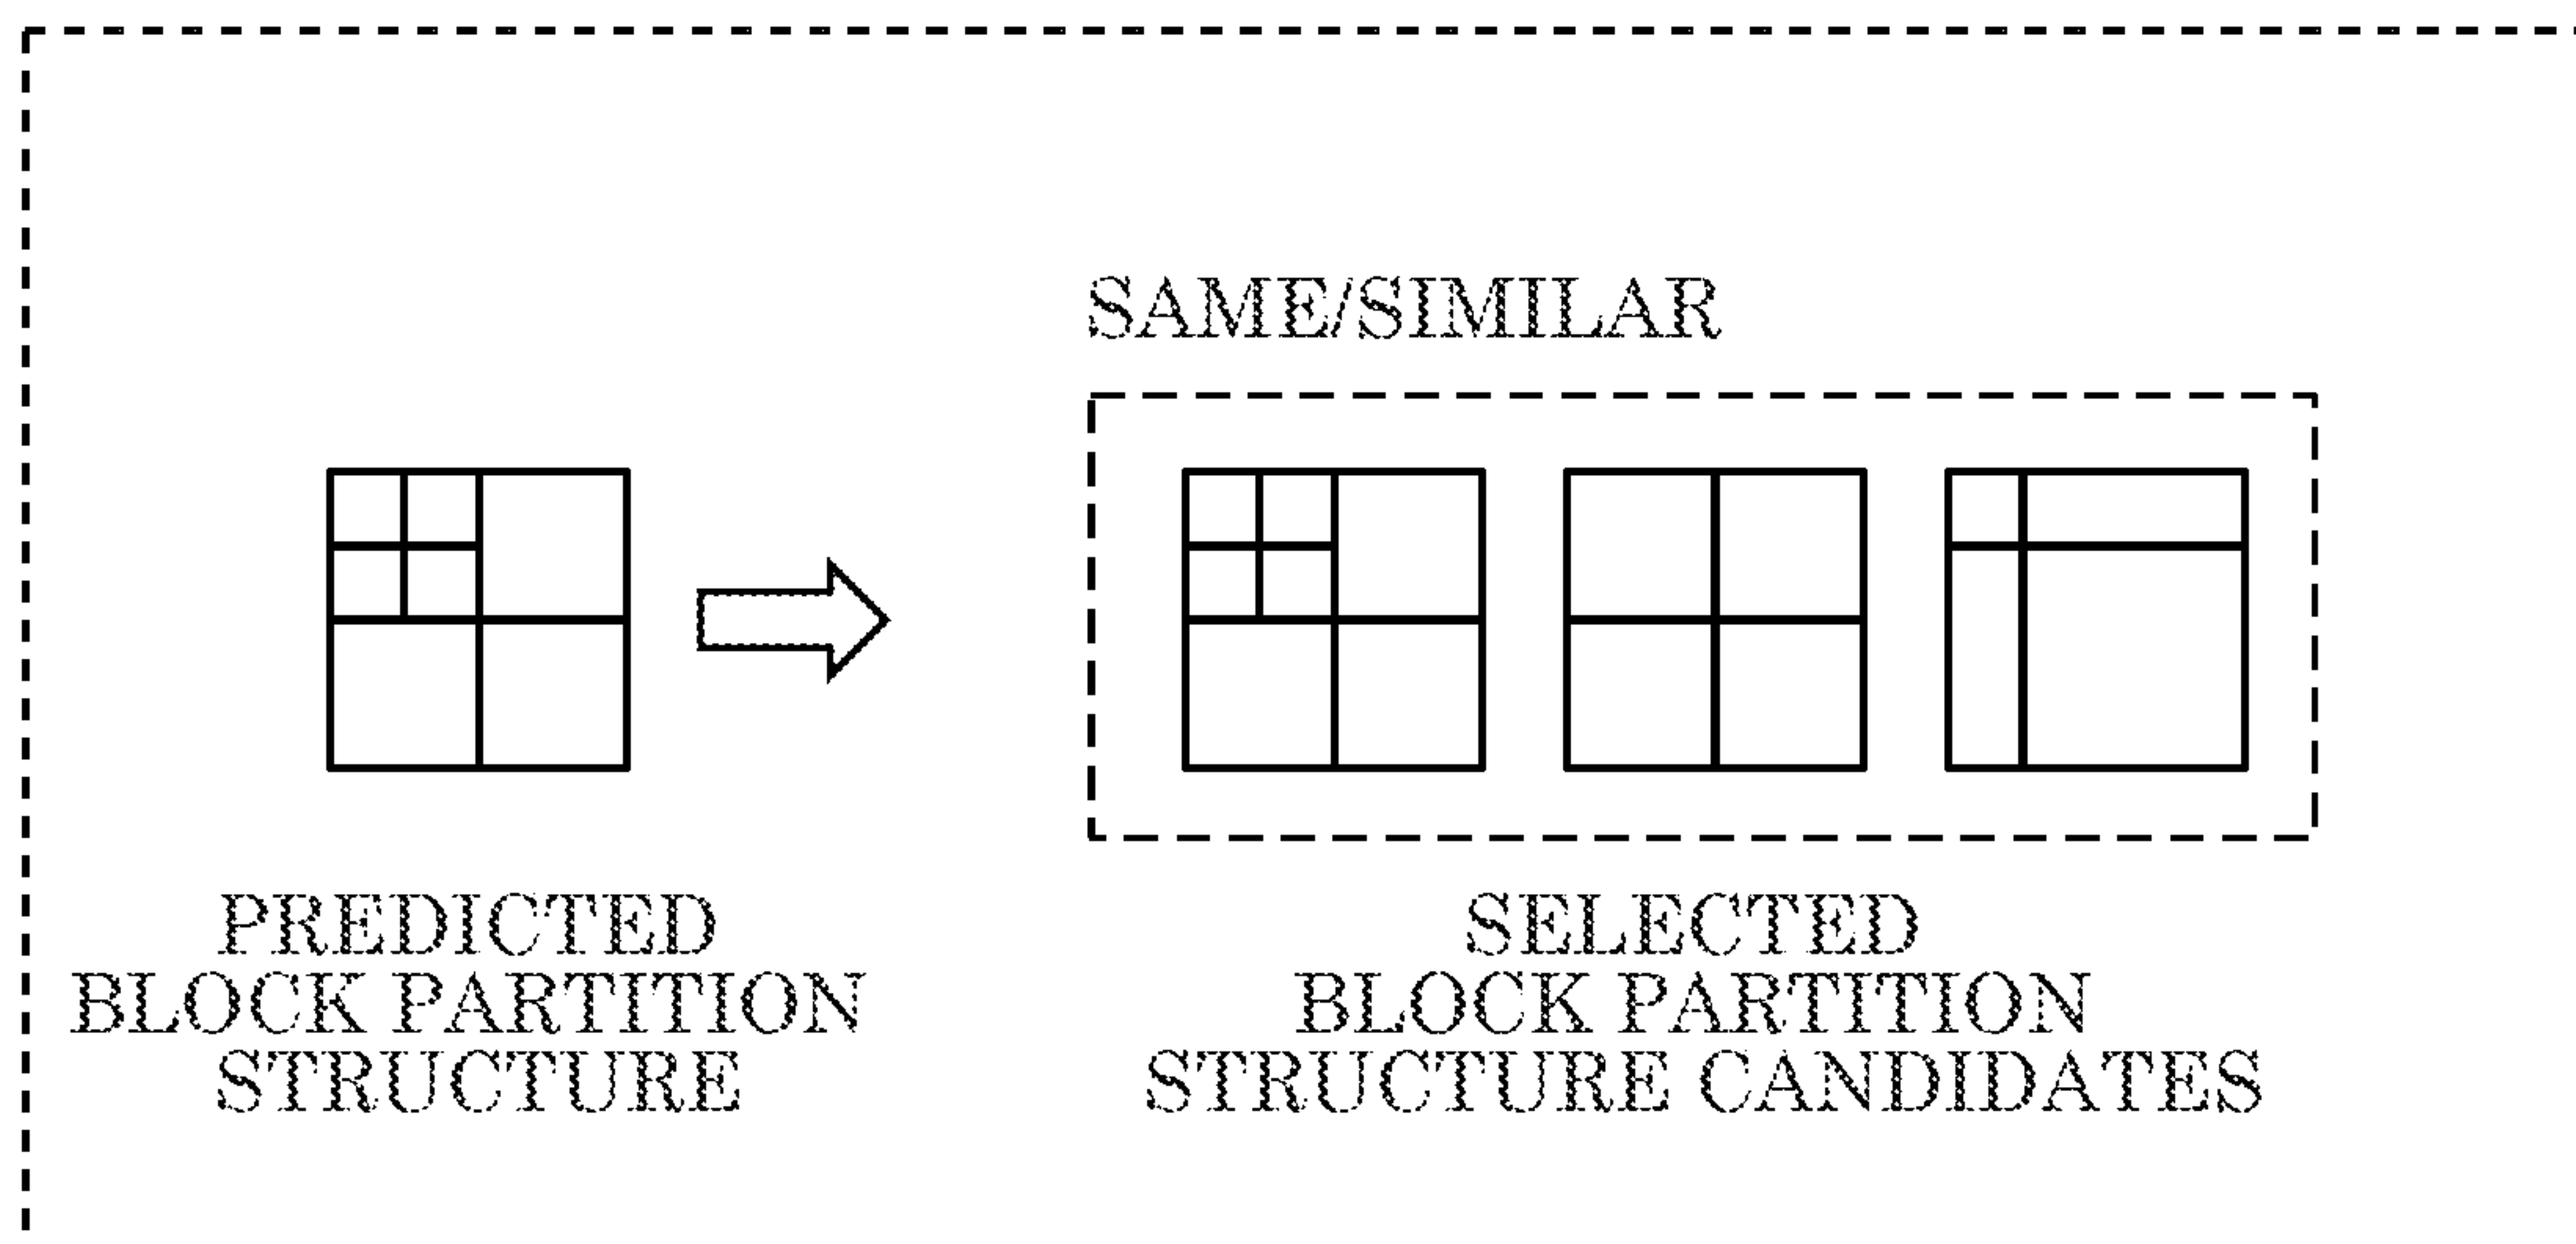 SAME/SIMILAR
PREDICTED
BLOCK PARTITION
STRUCTURE
SELECTED
BLOCK PARTITION
STRUCTURE CANDIDATES